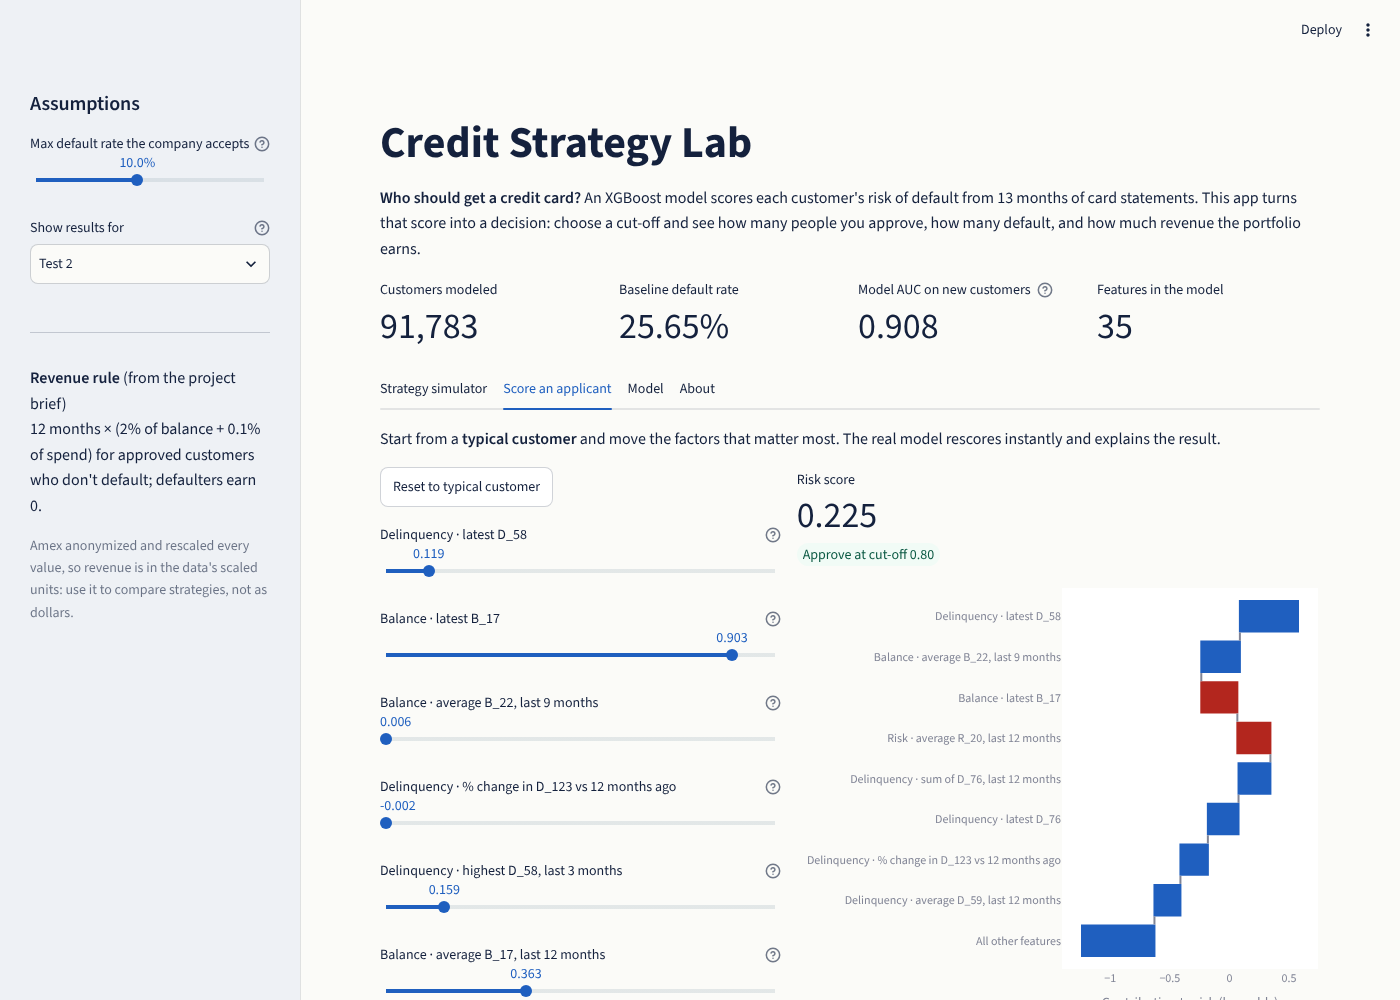 Deploy
Assumptions
Max default rate the company accepts
10.0%
Show results for
Test 2
Revenue rule (from the project
brief)
12 months × (2% of balance + 0.1%
of spend) for approved customers
who don't default; defaulters earn
0.
Amex anonymized and rescaled every
value, so revenue is in the data's scaled
units: use it to compare strategies, not as
dollars.
Credit Strategy Lab
Who should get a credit card? An XGBoost model scores each customer's risk of default from 13 months of card statements. This app turns
that score into a decision: choose a cut-off and see how many people you approve, how many default, and how much revenue the portfolio
earns.
Customers modeled
91,783
Baseline default rate
25.65%
Model AUC on new customers
0.908
Features in the model
35
Strategy simulator
Score an applicant
Model
About
Start from a typical customer and move the factors that matter most. The real model rescores instantly and explains the result.
Reset to typical customer
Delinquency · latest D_58
0.119
Balance · latest B_17
0.903
Balance · average B_22, last 9 months
0.006
Delinquency · % change in D_123 vs 12 months ago
-0.002
Delinquency · highest D_58, last 3 months
0.159
Balance · average B_17, last 12 months
0.363
Risk score
0.225
Approve at cut-off 0.80
Delinquency · latest D_58
Balance · average B_22, last 9 months
Balance · latest B_17
Risk · average R_20, last 12 months
Delinquency · sum of D_76, last 12 months
Delinquency · latest D_76
Delinquency · % change in D_123 vs 12 months ago
Delinquency · average D_59, last 12 months
All other features
−1
−0.5
0
0.5